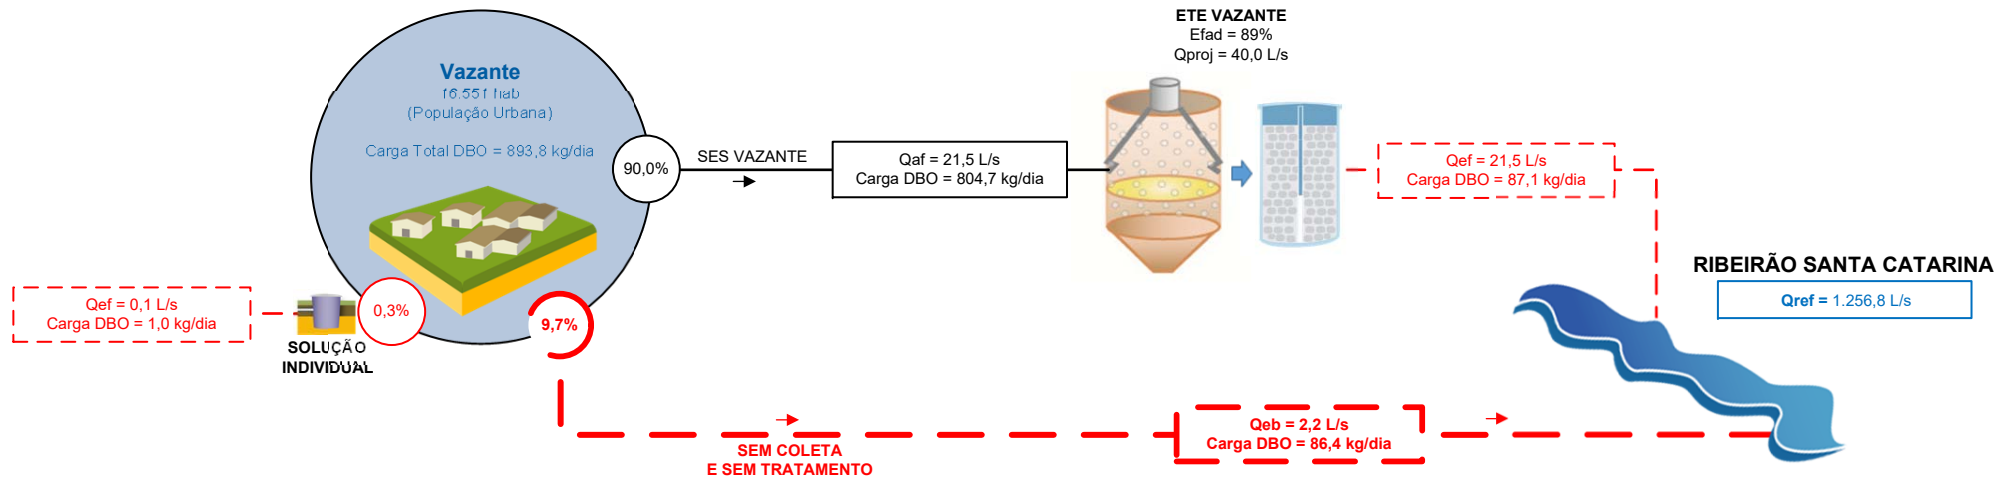 ETE VAZANTE
Efad = 89%
Qproj = 40,0 L/s
Vazante
16.551 hab
(População Urbana)
Carga Total DBO = 893,8 kg/dia
90,0%
SES VAZANTE
Qaf = 21,5 L/s
Carga DBO = 804,7 kg/dia
Qef = 21,5 L/s
Carga DBO = 87,1 kg/dia
RIBEIRÃO SANTA CATARINA
Qref = 1.256,8 L/s
Qef = 0,1 L/s
Carga DBO = 1,0 kg/dia
0,3%
SOLUÇÃO
INDIVIDUAL
9,7%
SEM COLETA
E SEM TRATAMENTO
Qeb = 2,2 L/s
Carga DBO = 86,4 kg/dia